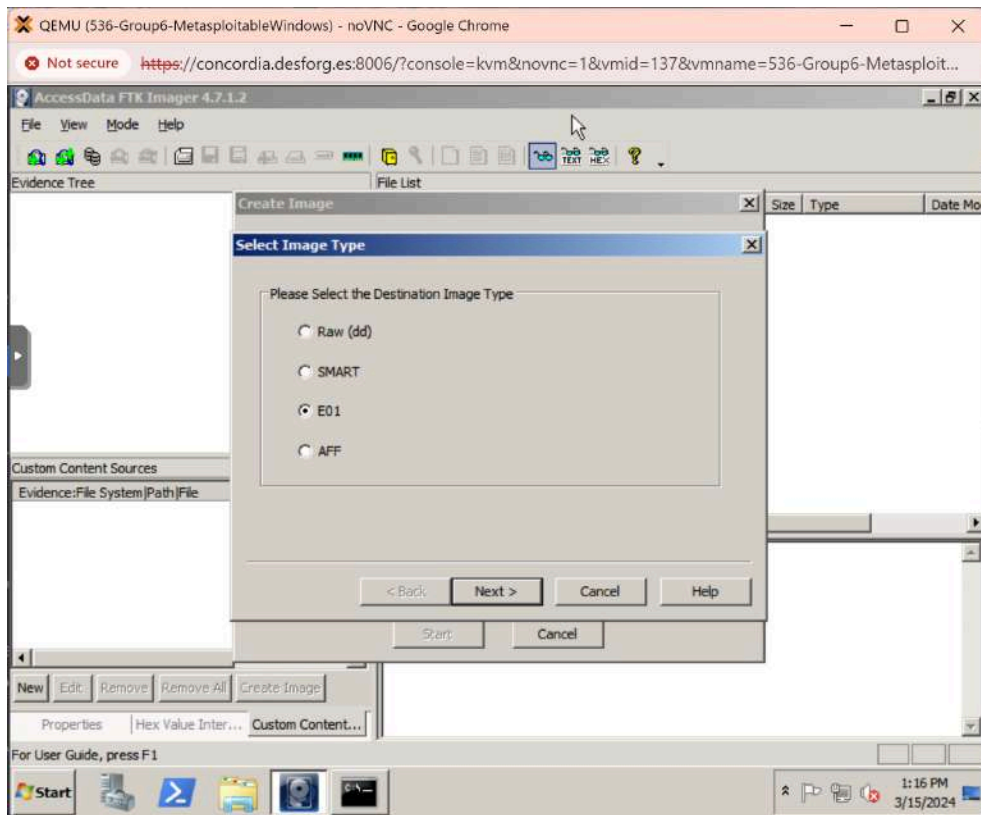 QEMU (536-Group6-MetasploitableWindows) - noVNC - Google Chrome
Not secure https://concordia.desforg.es:8006/?console=kvm&novnc=1&vmid=137&vmname=536-Group6-Metasploit...
AccessData FTK Imager 4.7.1.2
File View Mode Help
TEXT HEX
Evidence Tree
File List
Create Image
Size Type Date Mo
Select Image Type
Please Select the Destination Image Type
Raw (dd)
SMART
E01
AFF
Custom Content Sources
Evidence:File System|Path|File
< Back Next > Cancel Help
Start Cancel
New Edit Remove Remove All Create Image
Properties Hex Value Inter... Custom Content...
For User Guide, press F1
Start
1:16 PM
3/15/2024